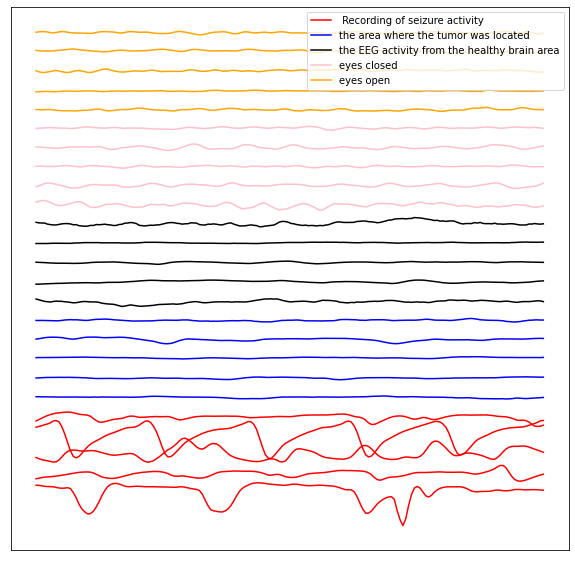 Recording of seizure activity
the area where the tumor was located
the EEG activity from the healthy brain area
eyes closed
eyes open